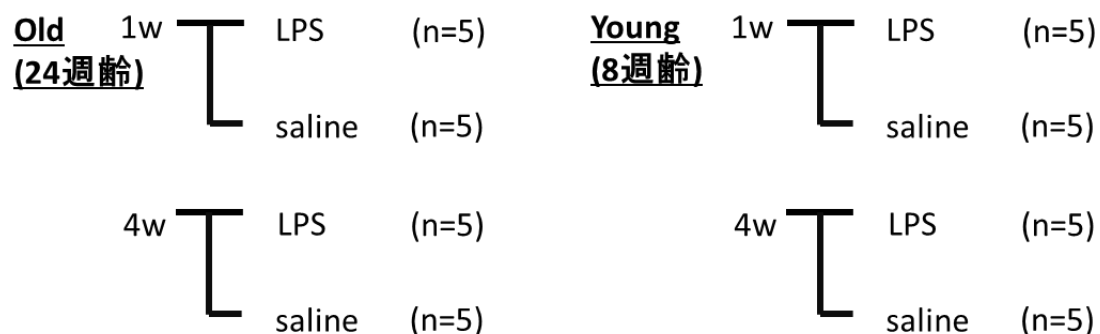 Old 1w LPS (n=5)
(24週齢)
saline (n=5)
4w LPS (n=5)
saline (n=5)
Young 1w LPS (n=5)
(8週齢)
saline (n=5)
4w LPS (n=5)
saline (n=5)